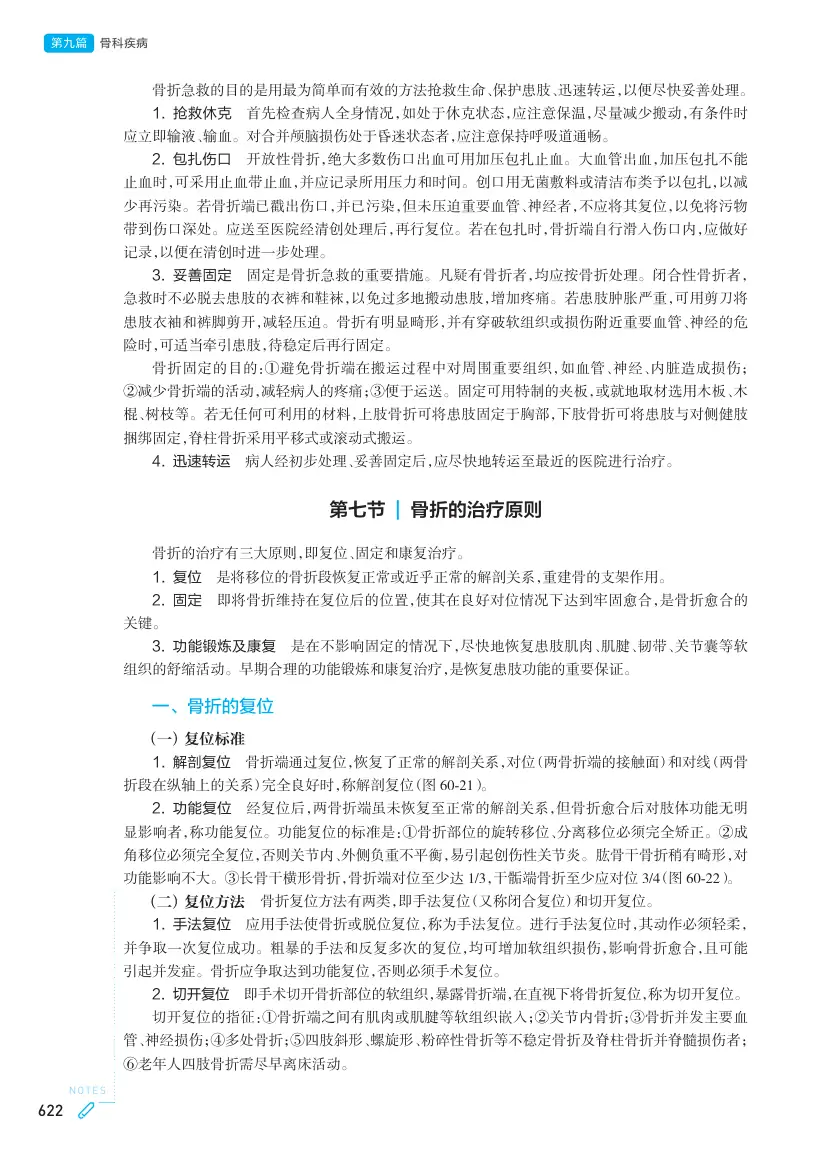 第九篇 骨科疾病
骨折急救的目的是用最为简单而有效的方法抢救生命、保护患肢、迅速转运,以便尽快妥善处理。
1. 抢救休克 首先检查病人全身情况,如处于休克状态,应注意保温,尽量减少搬动,有条件时
应立即输液、输血。对合并颅脑损伤处于昏迷状态者,应注意保持呼吸道通畅。
2. 包扎伤口 开放性骨折,绝大多数伤口出血可用加压包扎止血。大血管出血,加压包扎不能
止血时,可采用止血带止血,并应记录所用压力和时间。创口用无菌敷料或清洁布类予以包扎,以减
少再污染。若骨折端已戳出伤口,并已污染,但未压迫重要血管、神经者,不应将其复位,以免将污物
带到伤口深处。应送至医院经清创处理后,再行复位。若在包扎时,骨折端自行滑入伤口内,应做好
记录,以便在清创时进一步处理。
3. 妥善固定 固定是骨折急救的重要措施。凡疑有骨折者,均应按骨折处理。闭合性骨折者,
急救时不必脱去患肢的衣裤和鞋袜,以免过多地搬动患肢,增加疼痛。若患肢肿胀严重,可用剪刀将
患肢衣袖和裤脚剪开,减轻压迫。骨折有明显畸形,并有穿破软组织或损伤附近重要血管、神经的危
险时,可适当牵引患肢,待稳定后再行固定。
骨折固定的目的:①避免骨折端在搬运过程中对周围重要组织,如血管、神经、内脏造成损伤;
②减少骨折端的活动,减轻病人的疼痛;③便于运送。固定可用特制的夹板,或就地取材选用木板、木
棍、树枝等。若无任何可利用的材料,上肢骨折可将患肢固定于胸部,下肢骨折可将患肢与对侧健肢
捆绑固定,脊柱骨折采用平移式或滚动式搬运。
4. 迅速转运 病人经初步处理、妥善固定后,应尽快地转运至最近的医院进行治疗。
第七节 | 骨折的治疗原则
骨折的治疗有三大原则,即复位、固定和康复治疗。
1. 复位 是将移位的骨折段恢复正常或近乎正常的解剖关系,重建骨的支架作用。
2. 固定 即将骨折维持在复位后的位置,使其在良好对位情况下达到牢固愈合,是骨折愈合的
关键。
3. 功能锻炼及康复 是在不影响固定的情况下,尽快地恢复患肢肌肉、肌腱、韧带、关节囊等软
组织的舒缩活动。早期合理的功能锻炼和康复治疗,是恢复患肢功能的重要保证。
一、骨折的复位
(一)复位标准
1. 解剖复位 骨折端通过复位,恢复了正常的解剖关系,对位(两骨折端的接触面)和对线(两骨
折段在纵轴上的关系)完全良好时,称解剖复位(图 60-21)。
2. 功能复位 经复位后,两骨折端虽未恢复至正常的解剖关系,但骨折愈合后对肢体功能无明
显影响者,称功能复位。功能复位的标准是:①骨折部位的旋转移位、分离移位必须完全矫正。②成
角移位必须完全复位,否则关节内、外侧负重不平衡,易引起创伤性关节炎。肱骨干骨折稍有畸形,对
功能影响不大。③长骨干横形骨折,骨折端对位至少达 1/3,干骺端骨折至少应对位 3/4(图 60-22)。
(二)复位方法 骨折复位方法有两类,即手法复位(又称闭合复位)和切开复位。
1. 手法复位 应用手法使骨折或脱位复位,称为手法复位。进行手法复位时,其动作必须轻柔,
并争取一次复位成功。粗暴的手法和反复多次的复位,均可增加软组织损伤,影响骨折愈合,且可能
引起并发症。骨折应争取达到功能复位,否则必须手术复位。
2. 切开复位 即手术切开骨折部位的软组织,暴露骨折端,在直视下将骨折复位,称为切开复位。
切开复位的指征:①骨折端之间有肌肉或肌腱等软组织嵌入;②关节内骨折;③骨折并发主要血
管、神经损伤;④多处骨折;⑤四肢斜形、螺旋形、粉碎性骨折等不稳定骨折及脊柱骨折并脊髓损伤者;
⑥老年人四肢骨折需尽早离床活动。
NOTES
622